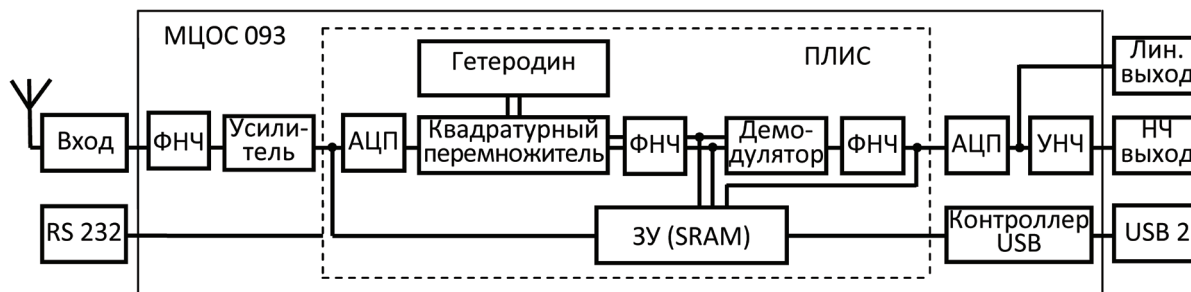 МЦОС 093
ПЛИС
Гетеродин
Лин.
выход
Вход
ФНЧ
Усили-
тель
АЦП
Квадратурный
перемножитель
ФНЧ
Демо-
дулятор
ФНЧ
АЦП
УНЧ
НЧ
выход
RS 232
ЗУ (SRAM)
Контроллер
USB
USB 2